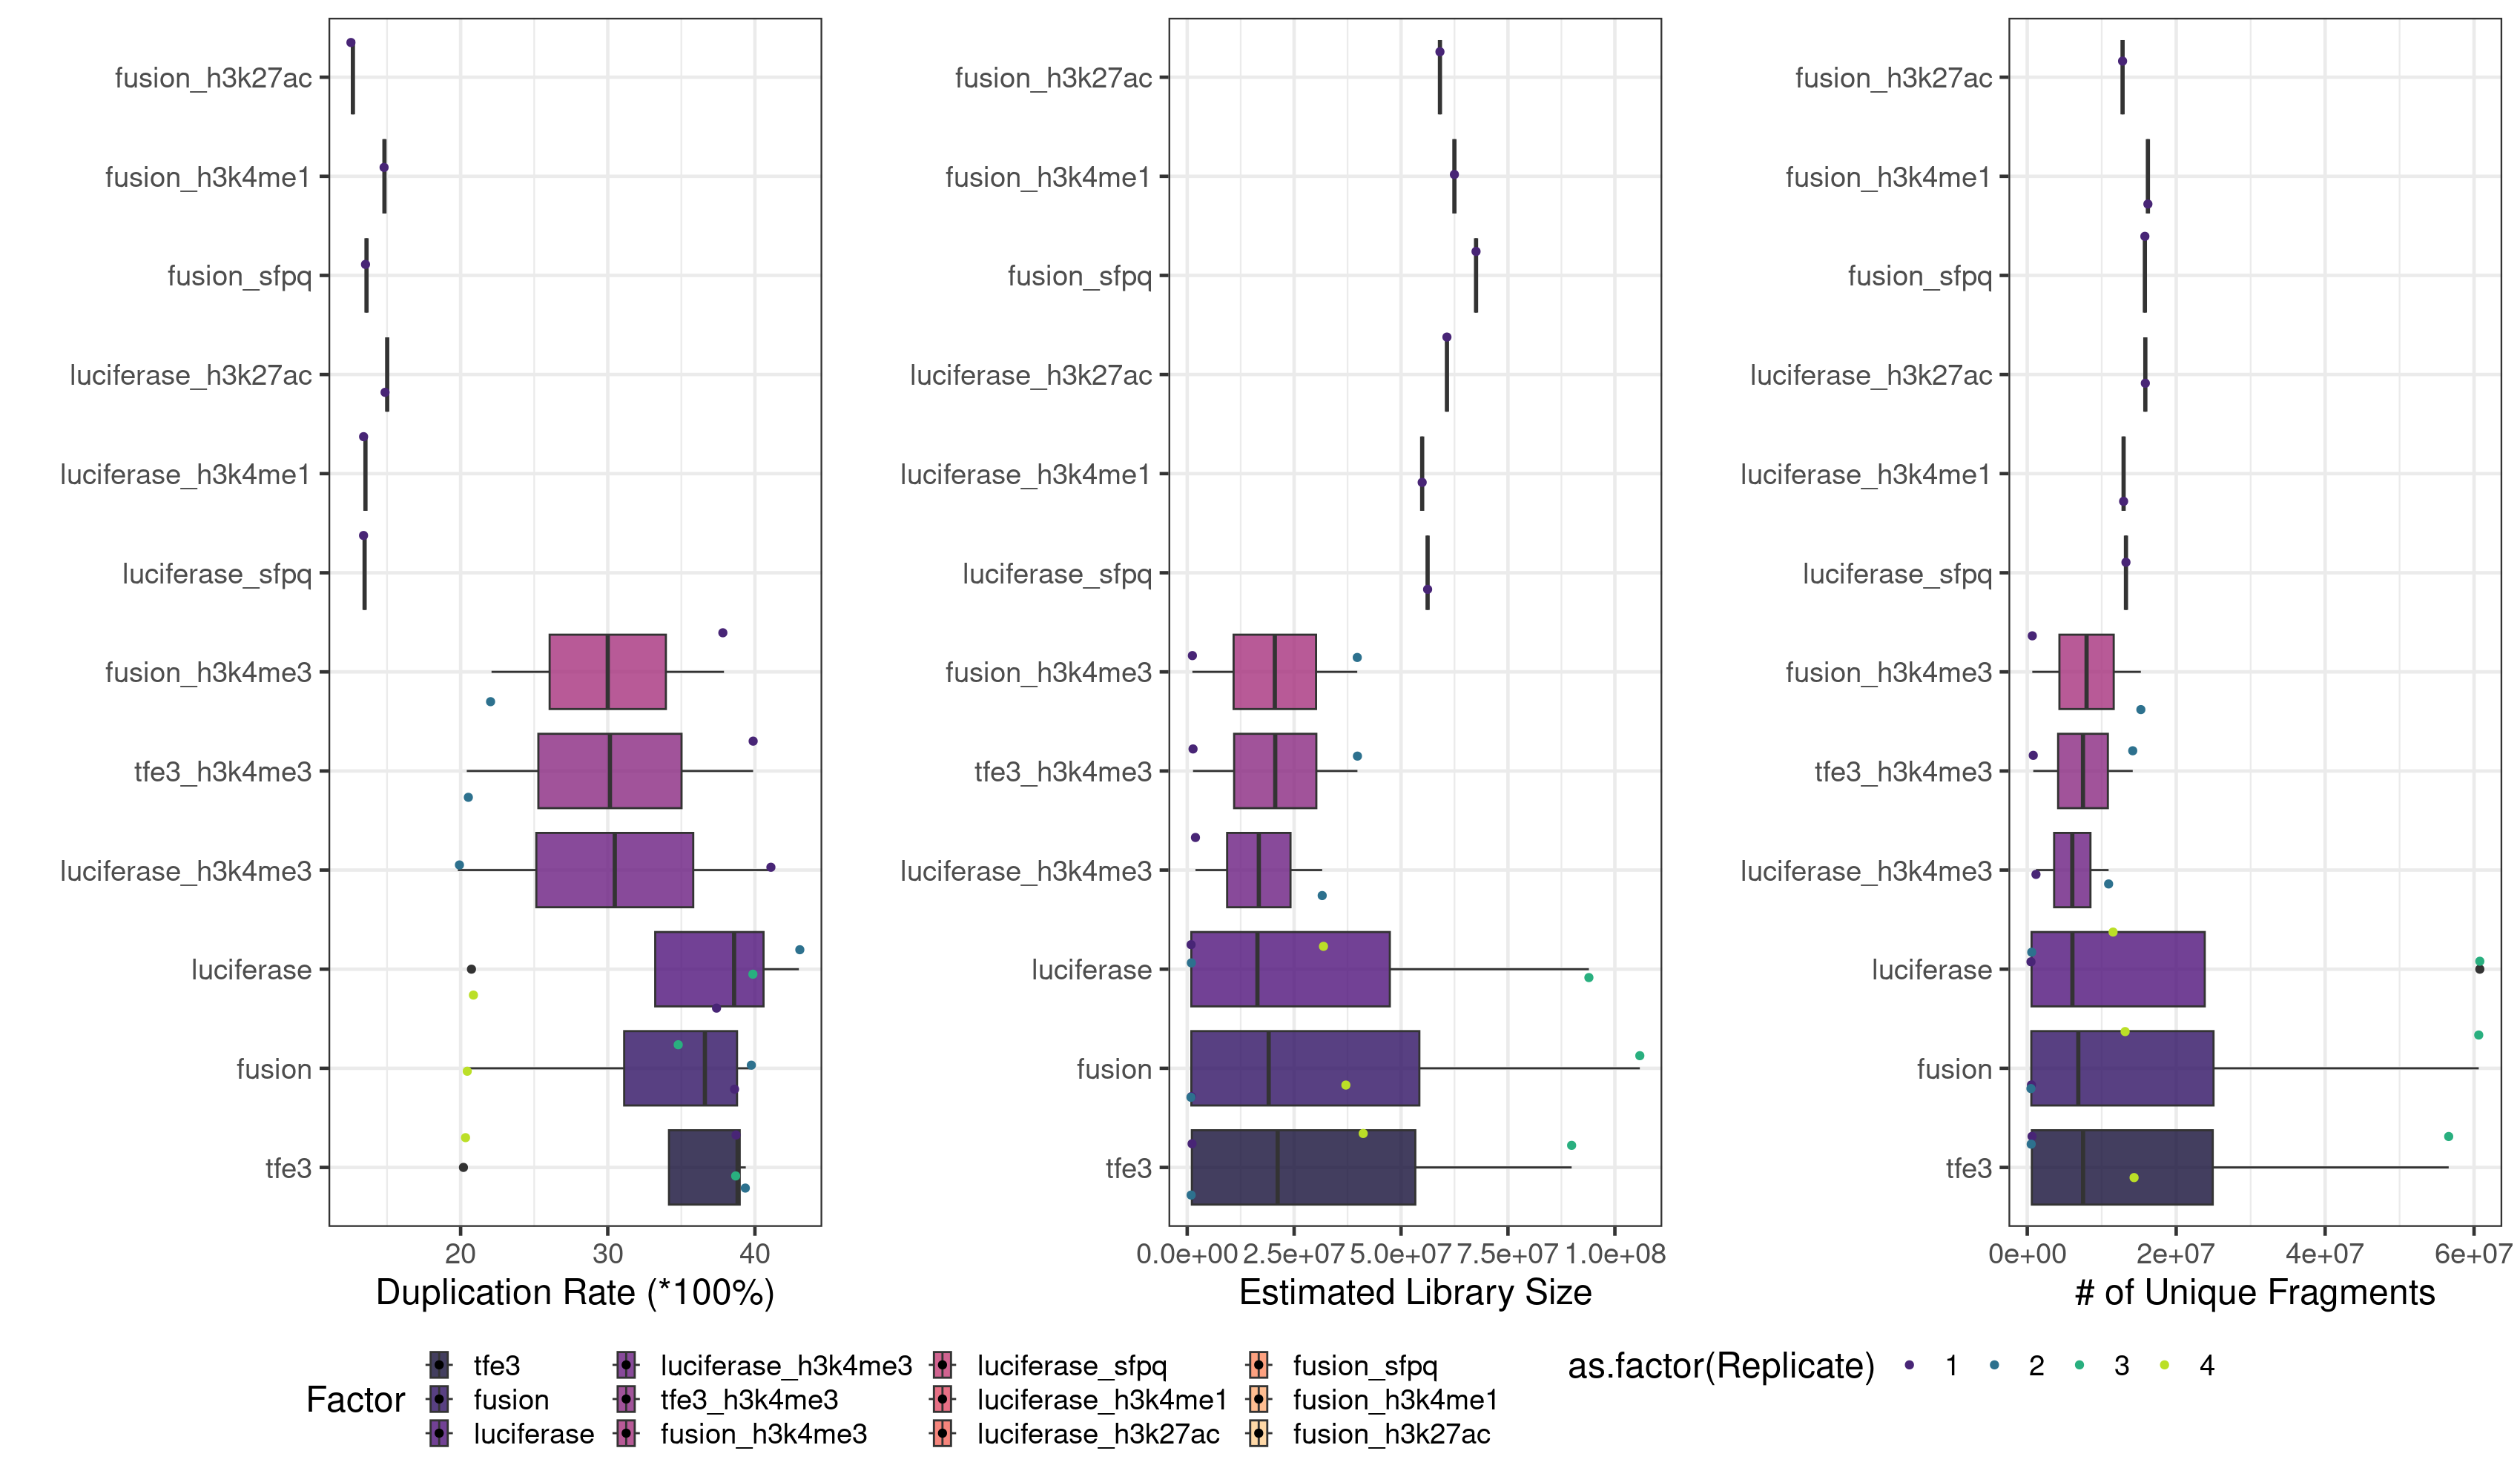 fusion_h3k27ac
fusion_h3k4me1
fusion_sfpq
luciferase_h3k27ac
luciferase_h3k4me1
luciferase_sfpq
fusion_h3k4me3
tfe3_h3k4me3
luciferase_h3k4me3
luciferase
fusion
tfe3
20 30 40
Duplication Rate (*100%)
fusion_h3k27ac
fusion_h3k4me1
fusion_sfpq
luciferase_h3k27ac
luciferase_h3k4me1
luciferase_sfpq
fusion_h3k4me3
tfe3_h3k4me3
luciferase_h3k4me3
luciferase
fusion
tfe3
0.0e+00 2.5e+07 5.0e+07 7.5e+07 1.0e+08
Estimated Library Size
fusion_h3k27ac
fusion_h3k4me1
fusion_sfpq
luciferase_h3k27ac
luciferase_h3k4me1
luciferase_sfpq
fusion_h3k4me3
tfe3_h3k4me3
luciferase_h3k4me3
luciferase
fusion
tfe3
0e+00 2e+07 4e+07 6e+07
# of Unique Fragments
Factor
tfe3
fusion
luciferase
luciferase_h3k4me3
tfe3_h3k4me3
fusion_h3k4me3
luciferase_sfpq
luciferase_h3k4me1
luciferase_h3k27ac
fusion_sfpq
fusion_h3k4me1
fusion_h3k27ac
as.factor(Replicate) 1 2 3 4